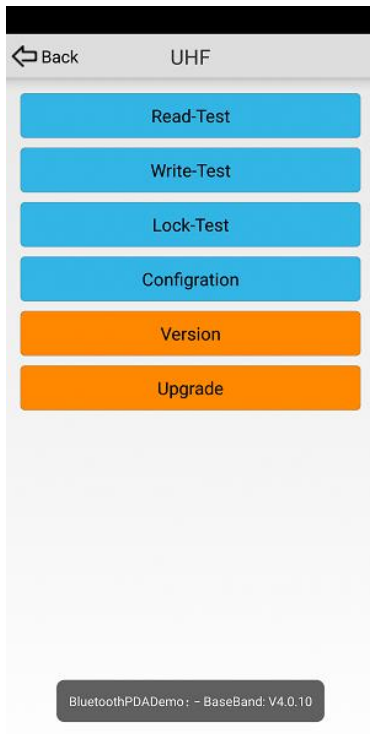 Back UHF
Read-Test
Write-Test
Lock-Test
Configration
Version
Upgrade
BluetoothPDADemo: - BaseBand: V4.0.10